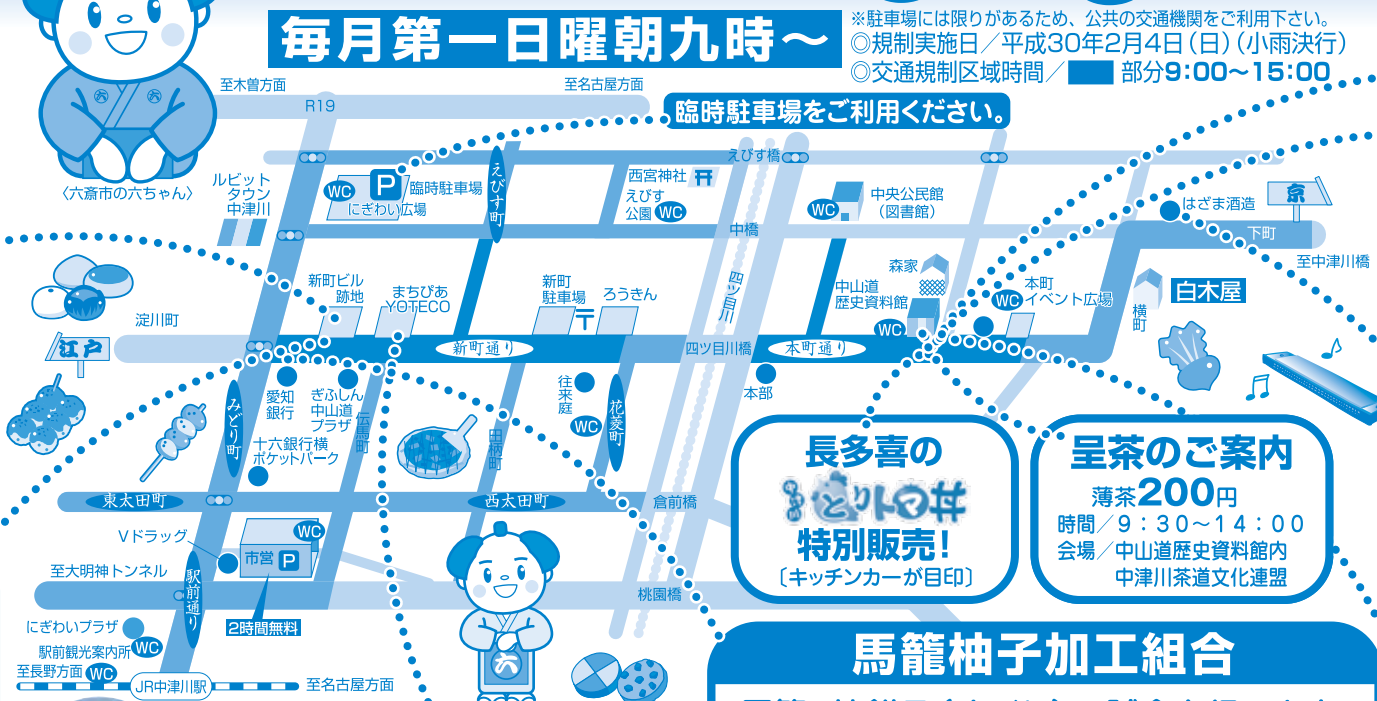 毎月第一日曜朝九時〜
※駐車場には限りがあるため、公共の交通機関をご利用下さい。
◎規制実施日／平成30年2月4日(日)(小雨決行)
◎交通規制区域時間／ 部分9:00〜15:00
〈六斎市の六ちゃん〉
至木曽方面
R19
至名古屋方面
臨時駐車場をご利用ください。
ルビット
タウン
中津川
WC
P
臨時駐車場
にぎわい広場
えびす町
西宮神社
えびす
公園
WC
えびす橋
WC
中央公民館
（図書館）
京
はざま酒造
下町
至中津川橋
中橋
四ツ目川
新町ビル
跡地
まちぴあ
YOTECO
新町
駐車場
〒
ろうきん
森家
中山道
歴史資料館
WC
WC
本町
イベント広場
横町
白木屋
淀川町
江戸
新町通り
四ツ目川橋
本町通り
本部
みどり町
愛知
銀行
ぎふしん
中山道
プラザ
伝馬町
十六銀行横
ポケットパーク
田柄町
往来庭
WC
花菱町
東太田町
西太田町
倉前橋
Vドラッグ
市営
P
WC
2時間無料
至大明神トンネル
駅前通り
桃園橋
にぎわいプラザ
駅前観光案内所
WC
至長野方面
WC
JR中津川駅
至名古屋方面
六
長多喜の
中津川
とりトマ丼
特別販売！
〔キッチンカーが目印〕
呈茶のご案内
薄茶200円
時間／9：30〜14：00
会場／中山道歴史資料館内
中津川茶道文化連盟
馬籠柚子加工組合